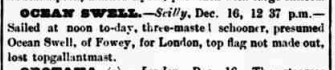 OCEAN SWELL.—Scilly, Dec. 16, 12 37 p.m.—
Sailed at noon to-day, three-maste l schooner, presumed
Ocean Swell, of Fowey, for London, top flag not made out,
lost topgallantmast.